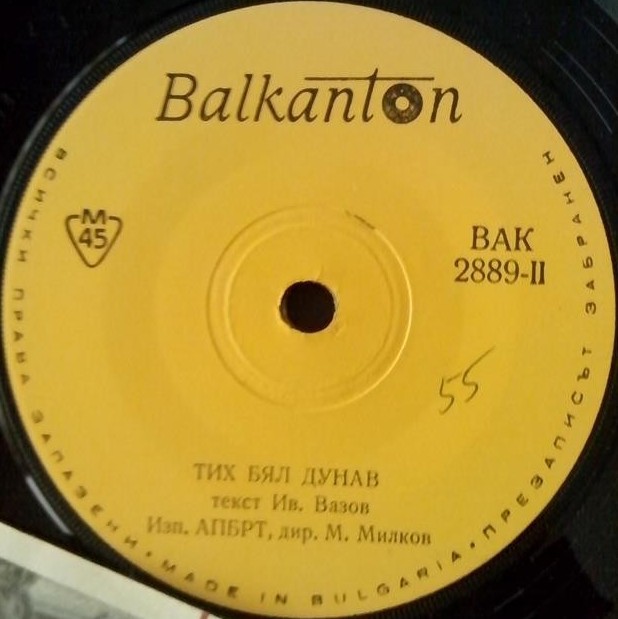 Balkanton
M
45
ВАК
2889-II
55
ТИХ БЯЛ ДУНАВ
текст Ив. Вазов
Изп. АПБРТ, дир. М. Милков
ВСИЧКИ ПРАВА ЗАПАЗЕНИ • MADE IN BULGARIA • ПРЕЗАПИСЪТ ЗАБРАНЕН